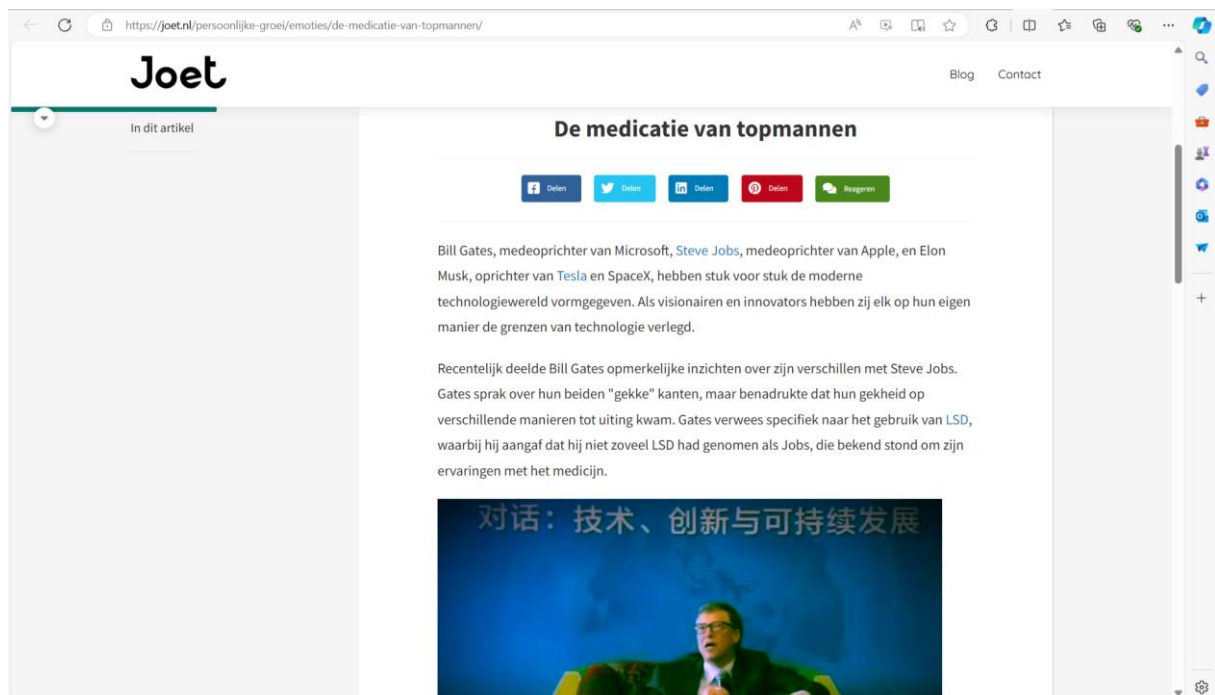 https://joet.nl/persoonlijke-groei/emoties/de-medicatie-van-topmannen/
Joet
Blog
Contact
In dit artikel
De medicatie van topmannen
Delen
Delen
Delen
Delen
Reageren
Bill Gates, medeoprichter van Microsoft, Steve Jobs, medeoprichter van Apple, en Elon
Musk, oprichter van Tesla en SpaceX, hebben stuk voor stuk de moderne
technologiewereld vormgegeven. Als visionairen en innovators hebben zij elk op hun eigen
manier de grenzen van technologie verlegd.
Recentelijk deelde Bill Gates opmerkelijke inzichten over zijn verschillen met Steve Jobs.
Gates sprak over hun beiden "gekke" kanten, maar benadrukte dat hun gekheid op
verschillende manieren tot uiting kwam. Gates verwees specifiek naar het gebruik van LSD,
waarbij hij aangaf dat hij niet zoveel LSD had genomen als Jobs, die bekend stond om zijn
ervaringen met het medicijn.
对话：技术、创新与可持续发展